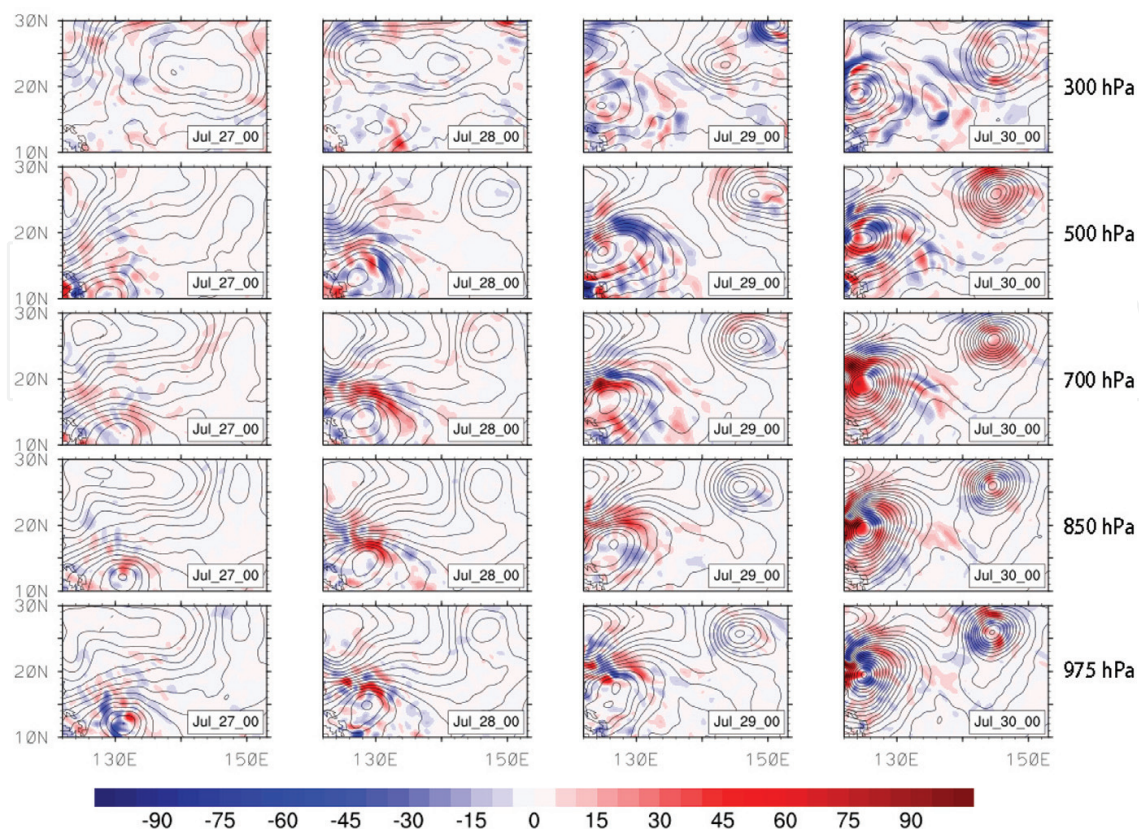 30N
20N
10N
Jul_27_00 Jul_28_00 Jul_29_00 Jul_30_00 300 hPa
30N
20N
10N
Jul_27_00 Jul_28_00 Jul_29_00 Jul_30_00 500 hPa
30N
20N
10N
Jul_27_00 Jul_28_00 Jul_29_00 Jul_30_00 700 hPa
30N
20N
10N
Jul_27_00 Jul_28_00 Jul_29_00 Jul_30_00 850 hPa
30N
20N
10N
Jul_27_00 Jul_28_00 Jul_29_00 Jul_30_00 975 hPa
130E 150E 130E 150E 130E 150E 130E 150E
-90 -75 -60 -45 -30 -15 0 15 30 45 60 75 90